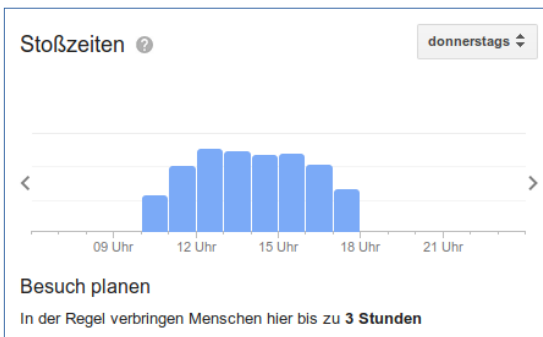 Stoßzeiten ?
donnerstags
09 Uhr 12 Uhr 15 Uhr 18 Uhr 21 Uhr
Besuch planen
In der Regel verbringen Menschen hier bis zu 3 Stunden